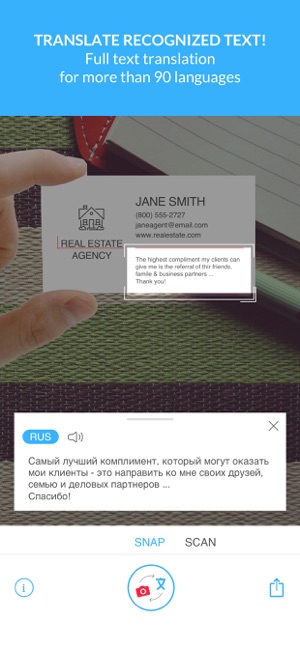 TRANSLATE RECOGNIZED TEXT!
Full text translation
for more than 90 languages
JANE SMITH
(800) 555-2727
janeagent@email.com
www.realestate.com
REAL ESTATE
AGENCY
The highest compliment my clients can
give me is the referral of thir friends,
famile & business partners ...
Thank you!
RUS
Самый лучший комплимент, который могут оказать
мои клиенты - это направить ко мне своих друзей,
семью и деловых партнеров ...
Спасибо!
SNAP SCAN